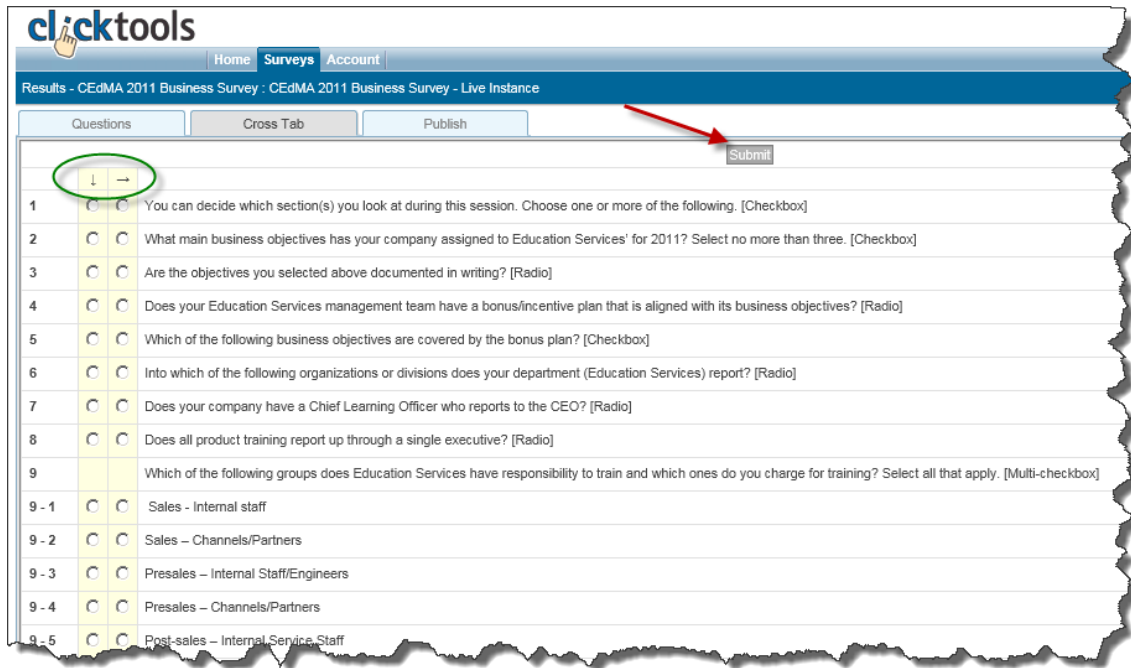 clicktools
Home Surveys Account
Results - CEdMA 2011 Business Survey : CEdMA 2011 Business Survey - Live Instance
Questions Cross Tab Publish
Submit
↓ →
1 You can decide which section(s) you look at during this session. Choose one or more of the following. [Checkbox]
2 What main business objectives has your company assigned to Education Services' for 2011? Select no more than three. [Checkbox]
3 Are the objectives you selected above documented in writing? [Radio]
4 Does your Education Services management team have a bonus/incentive plan that is aligned with its business objectives? [Radio]
5 Which of the following business objectives are covered by the bonus plan? [Checkbox]
6 Into which of the following organizations or divisions does your department (Education Services) report? [Radio]
7 Does your company have a Chief Learning Officer who reports to the CEO? [Radio]
8 Does all product training report up through a single executive? [Radio]
9 Which of the following groups does Education Services have responsibility to train and which ones do you charge for training? Select all that apply. [Multi-checkbox]
9 - 1 Sales - Internal staff
9 - 2 Sales – Channels/Partners
9 - 3 Presales – Internal Staff/Engineers
9 - 4 Presales – Channels/Partners
9 - 5 Post-sales – Internal Service Staff